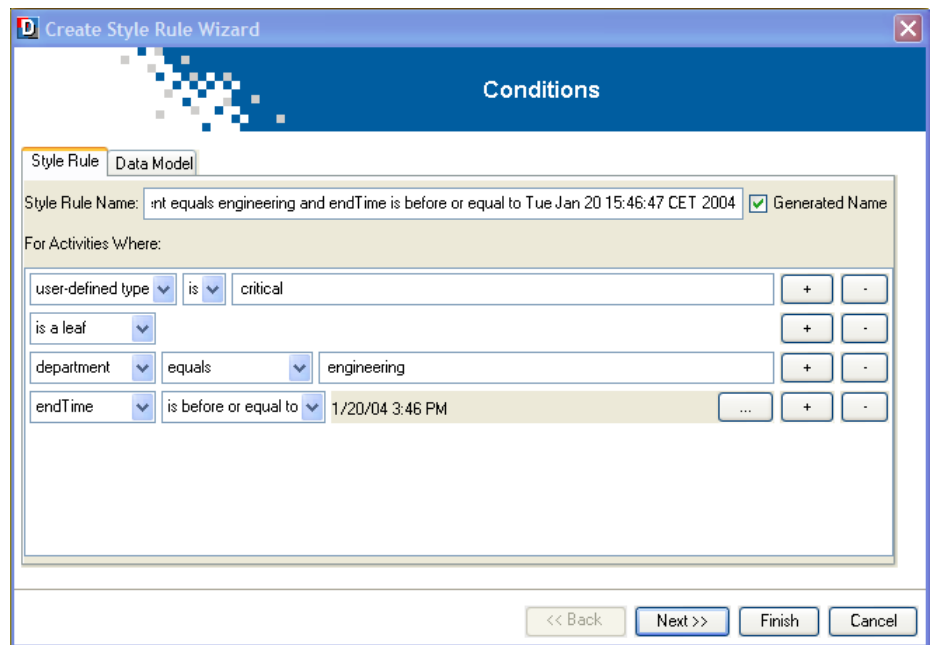 D Create Style Rule Wizard
Conditions
Style Rule Data Model
Style Rule Name: nt equals engineering and endTime is before or equal to Tue Jan 20 15:46:47 CET 2004 Generated Name
For Activities Where:
user-defined type is critical + -
is a leaf + -
department equals engineering + -
endTime is before or equal to 1/20/04 3:46 PM ... + -
<< Back Next >> Finish Cancel